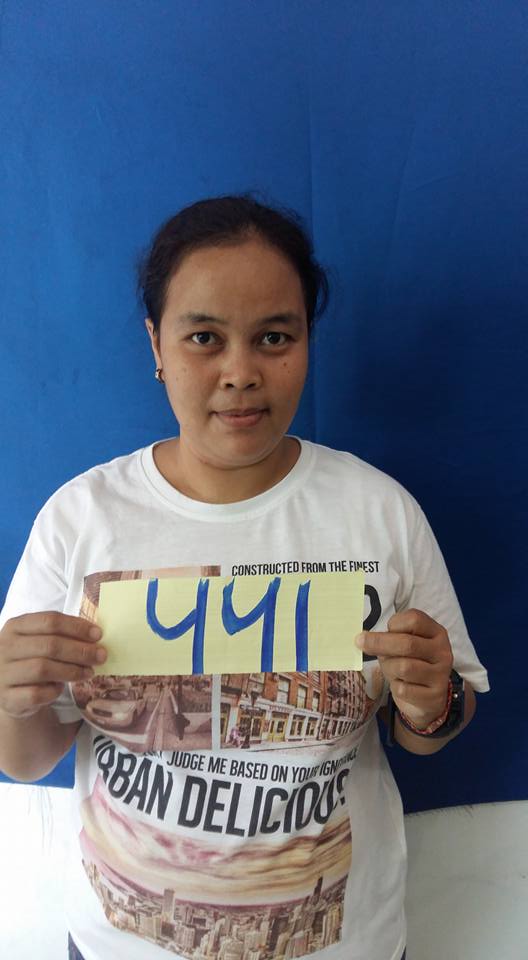 CONSTRUCTED FROM THE FINEST
441
JUDGE ME BASED ON YOUR IGNORANCE
URBAN DELICIOUS